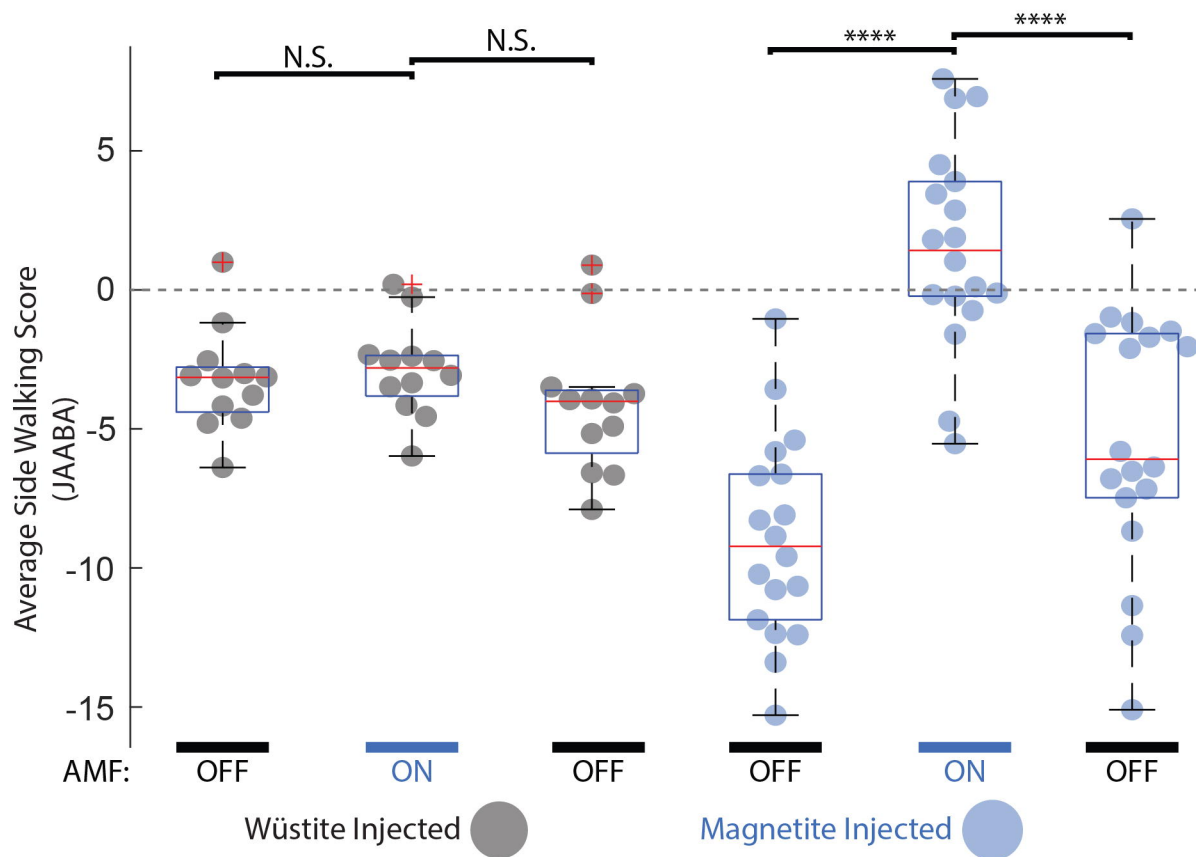 N.S.
N.S.
****
****
Average Side Walking Score
(JAABA)
5
0
-5
-10
-15
AMF: OFF ON OFF OFF ON OFF
Wüstite Injected Magnetite Injected